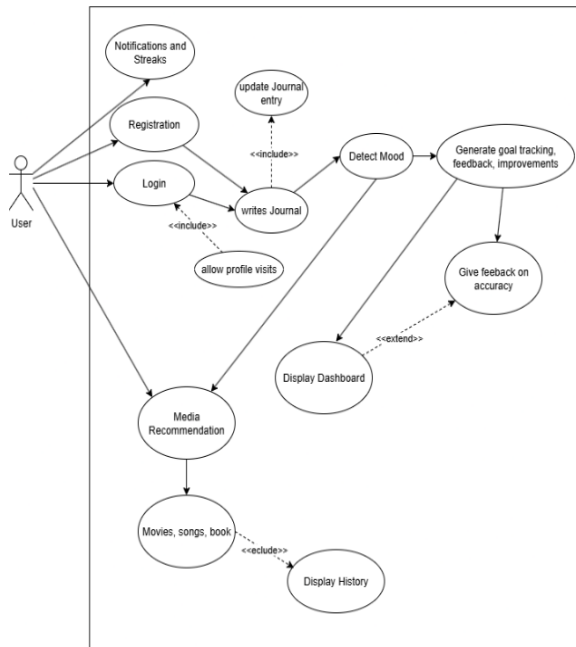 Notifications and
Streaks
update Journal
entry
Registration
<<include>>
Detect Mood
Generate goal tracking,
feedback, improvements
User
Login
writes Journal
<<include>>
allow profile visits
Give feeback on
accuracy
<<extend>>
Display Dashboard
Media
Recommendation
Movies, songs, book
<<eclude>>
Display History